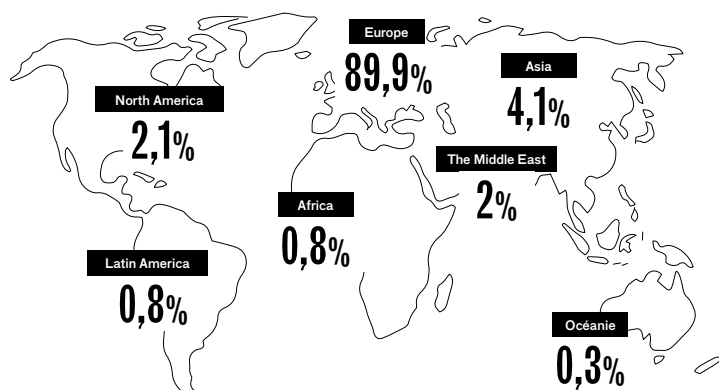 Europe
89,9%
Asia
4,1%
North America
2,1%
The Middle East
2%
Africa
0,8%
Latin America
0,8%
Océanie
0,3%